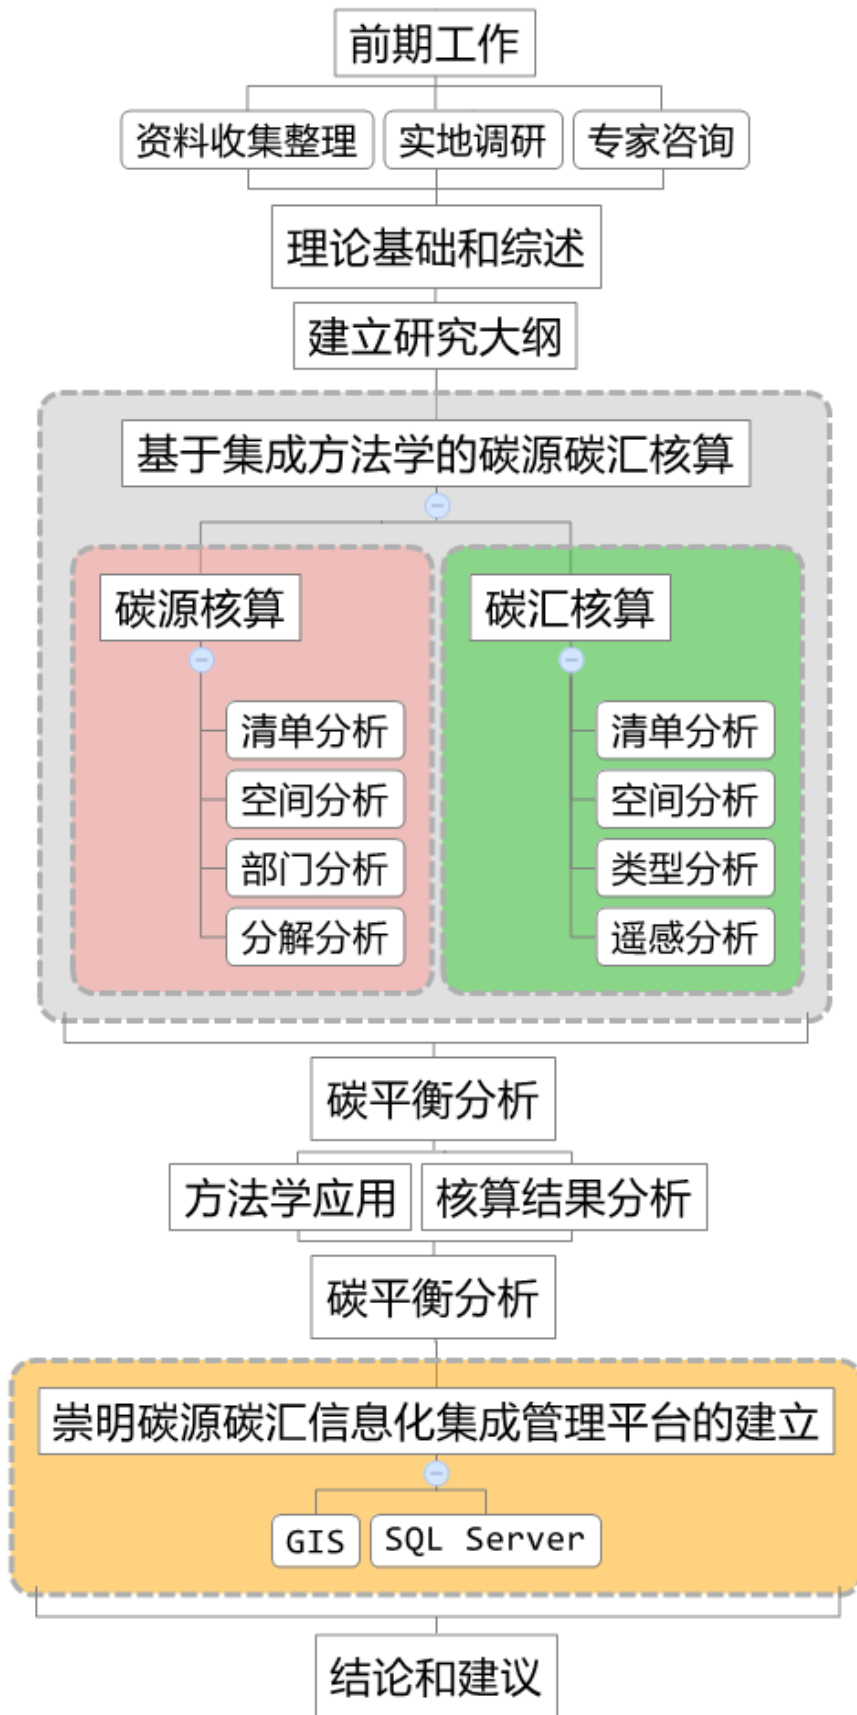 前期工作
资料收集整理
实地调研
专家咨询
理论基础和综述
建立研究大纲
基于集成方法学的碳源碳汇核算
碳源核算
清单分析
空间分析
部门分析
分解分析
碳汇核算
清单分析
空间分析
类型分析
遥感分析
碳平衡分析
方法学应用
核算结果分析
碳平衡分析
崇明碳源碳汇信息化集成管理平台的建立
GIS
SQL Server
结论和建议